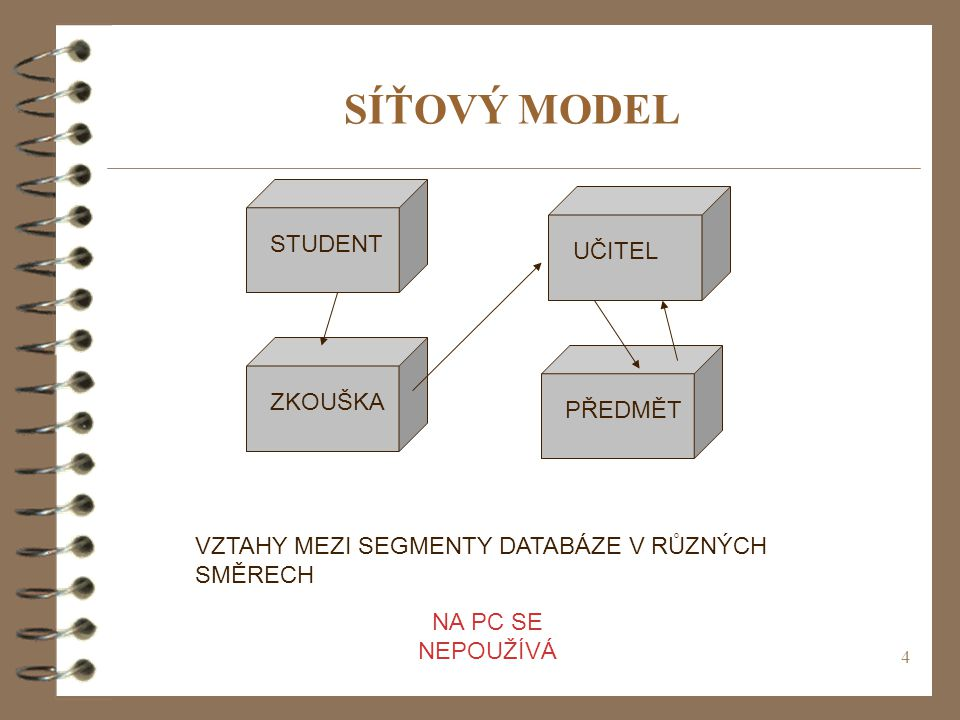 SÍŤOVÝ MODEL
STUDENT
UČITEL
ZKOUŠKA
PŘEDMĚT
VZTAHY MEZI SEGMENTY DATABÁZE V RŮZNÝCH
SMĚRECH
NA PC SE
NEPOUŽÍVÁ
4